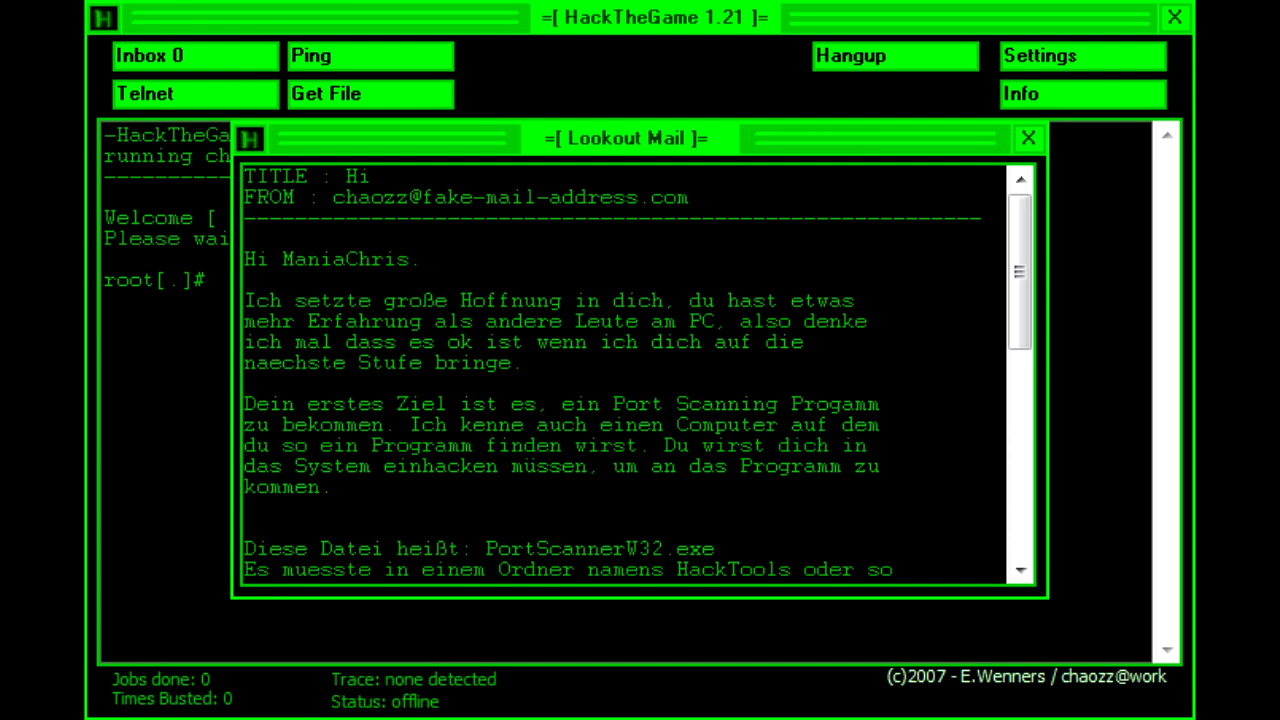 =[ HackTheGame 1.21 ]=
Inbox 0
Ping
Hangup
Settings
Telnet
Get File
Info
-HackTheGa
running ch
Welcome [
Please wai
root[.]#
=[ Lookout Mail ]=
TITLE : Hi
FROM : chaozz@fake-mail-address.com
Hi ManiaChris.
Ich setzte große Hoffnung in dich, du hast etwas
mehr Erfahrung als andere Leute am PC, also denke
ich mal dass es ok ist wenn ich dich auf die
naechste Stufe bringe.
Dein erstes Ziel ist es, ein Port Scanning Progamm
zu bekommen. Ich kenne auch einen Computer auf dem
du so ein Programm finden wirst. Du wirst dich in
das System einhacken müssen, um an das Programm zu
kommen.
Diese Datei heißt: PortScannerW32.exe
Es muesste in einem Ordner namens HackTools oder so
Jobs done: 0
Times Busted: 0
Trace: none detected
Status: offline
(c)2007 - E.Wenners / chaozz@work